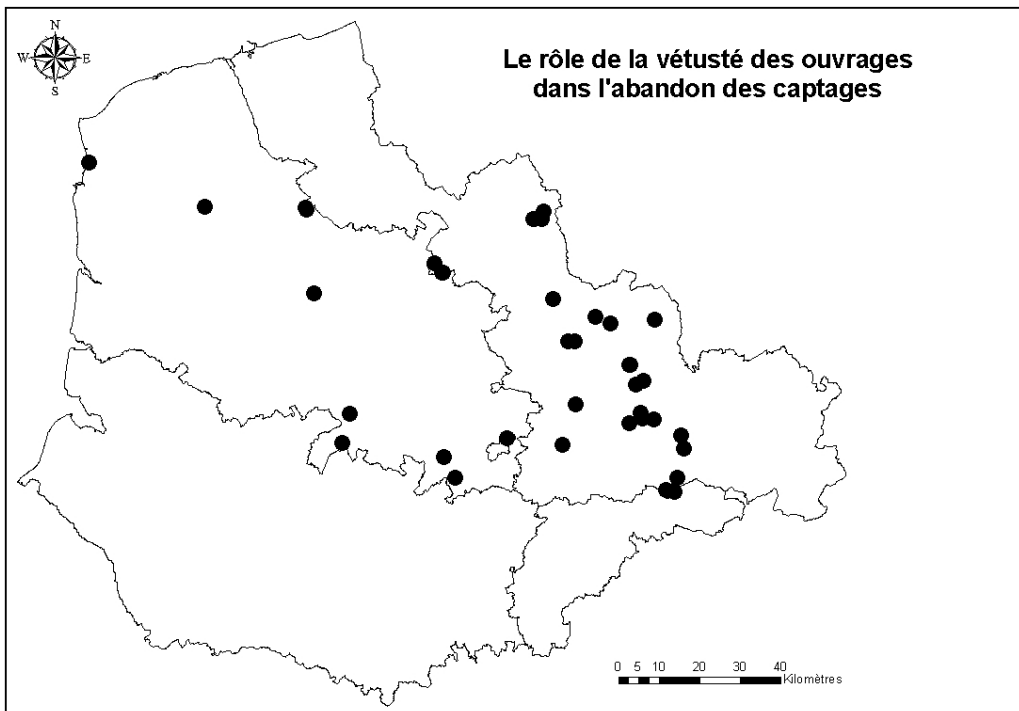 N
W E
S
Le rôle de la vétusté des ouvrages
dans l'abandon des captages
0 5 10 20 30 40
Kilomètres